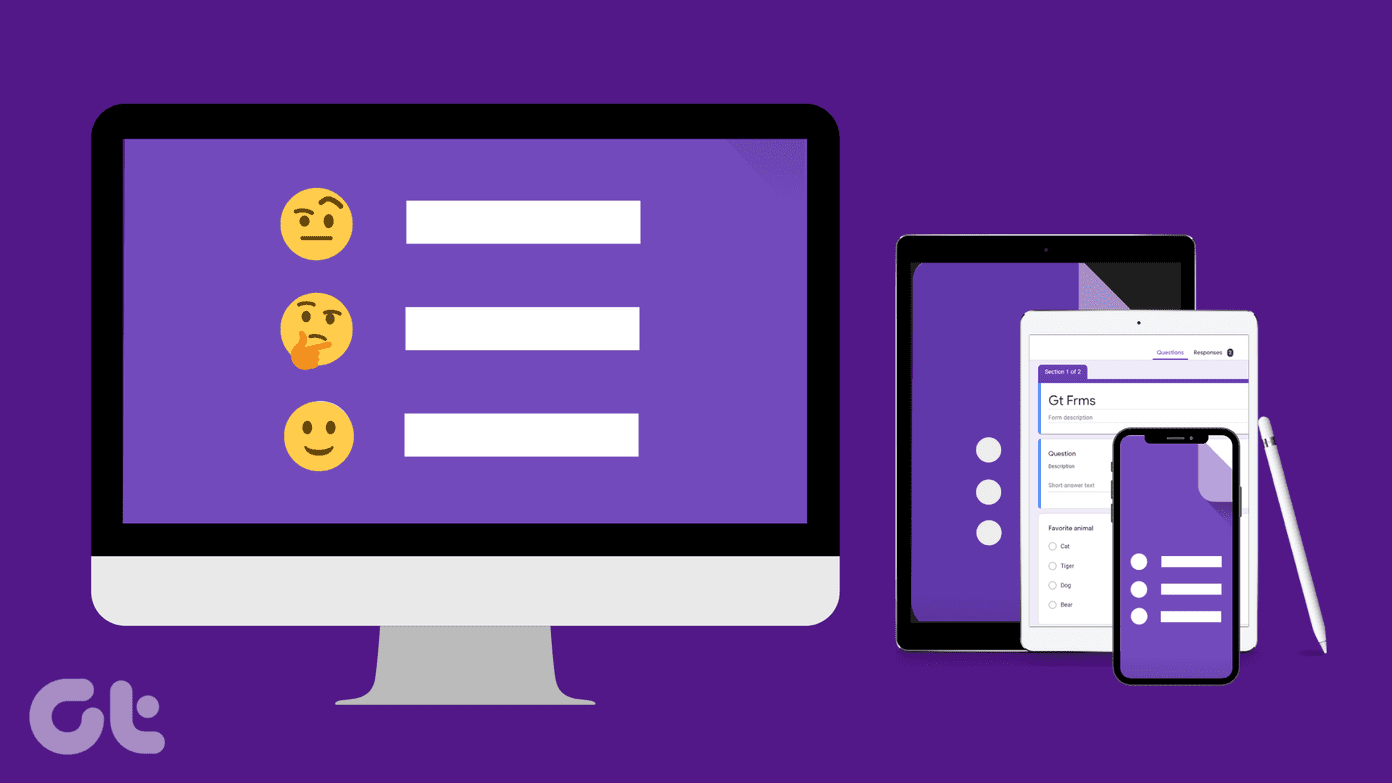 Questions Responses 2
Section 1 of 2
Gt Frms
Form description
Question
Description
Short answer text
Favorite animal
Cat
Tiger
Dog
Bear
Gt